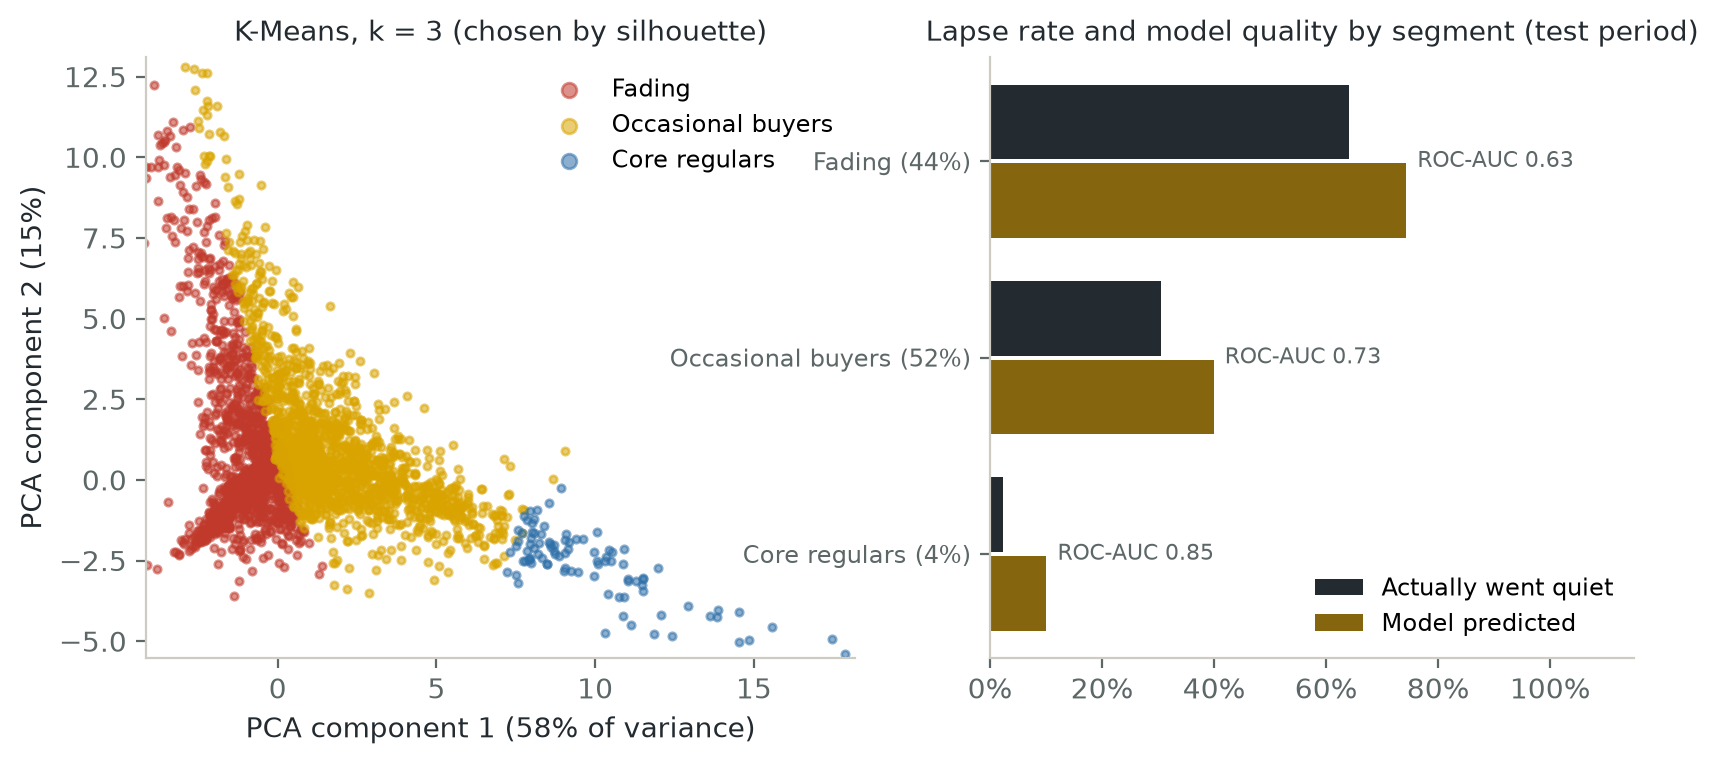 K-Means, k = 3 (chosen by silhouette)
Fading
Occasional buyers
Core regulars
12.5
10.0
7.5
5.0
2.5
0.0
−2.5
−5.0
PCA component 2 (15%)
0
5
10
15
PCA component 1 (58% of variance)
Lapse rate and model quality by segment (test period)
Fading (44%)
ROC-AUC 0.63
Occasional buyers (52%)
ROC-AUC 0.73
Core regulars (4%)
ROC-AUC 0.85
Actually went quiet
Model predicted
0%
20%
40%
60%
80%
100%